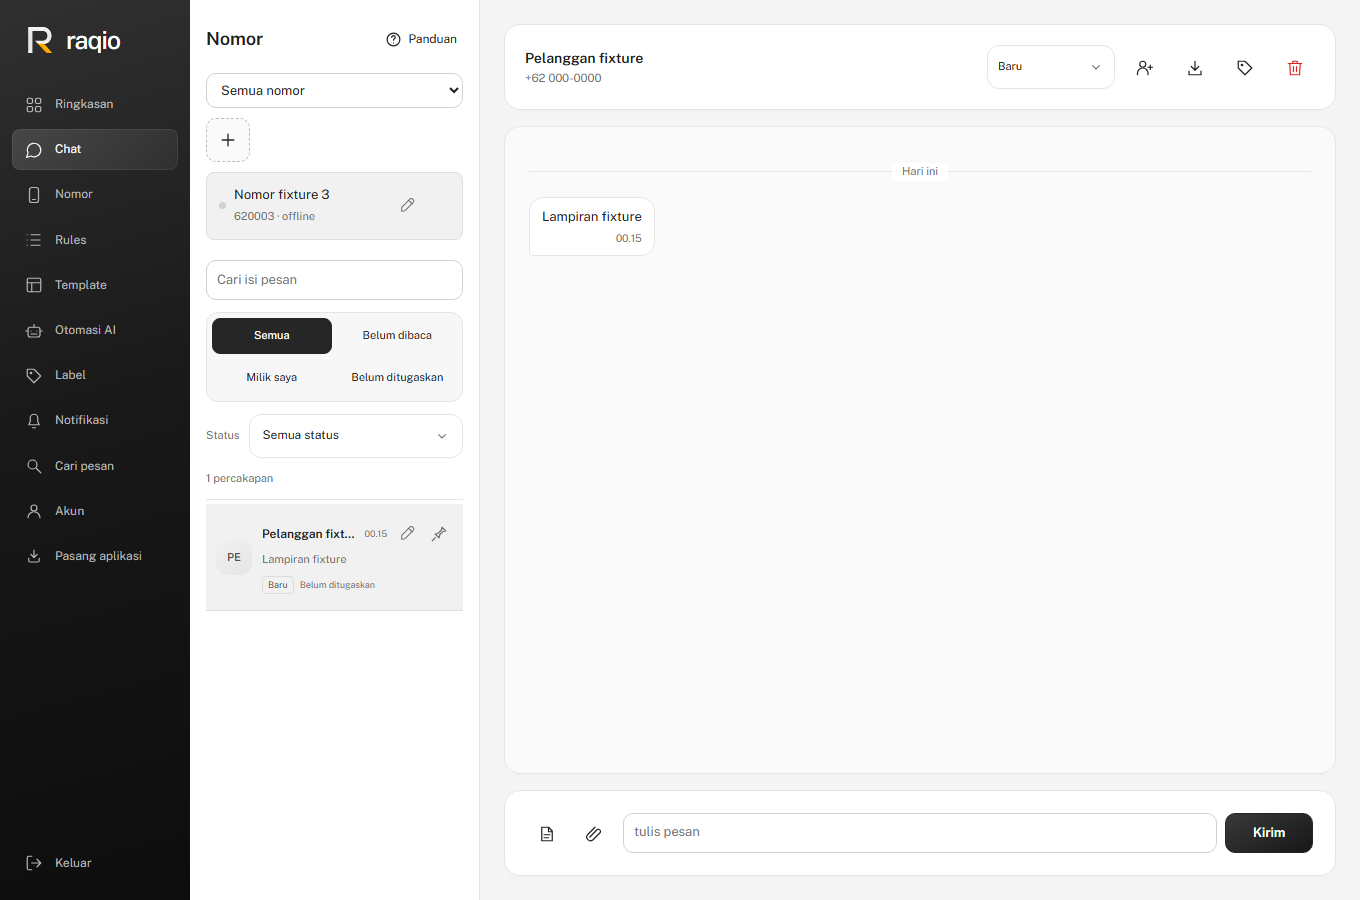 raqio
Ringkasan
Chat
Nomor
Rules
Template
Otomasi AI
Label
Notifikasi
Cari pesan
Akun
Pasang aplikasi
Keluar
Nomor
Panduan
Semua nomor
Nomor fixture 3
620003 · offline
Cari isi pesan
Semua
Belum dibaca
Milik saya
Belum ditugaskan
Status
Semua status
1 percakapan
PE
Pelanggan fixt...
00.15
Lampiran fixture
Baru
Belum ditugaskan
Pelanggan fixture
+62 000-0000
Baru
Hari ini
Lampiran fixture
00.15
tulis pesan
Kirim